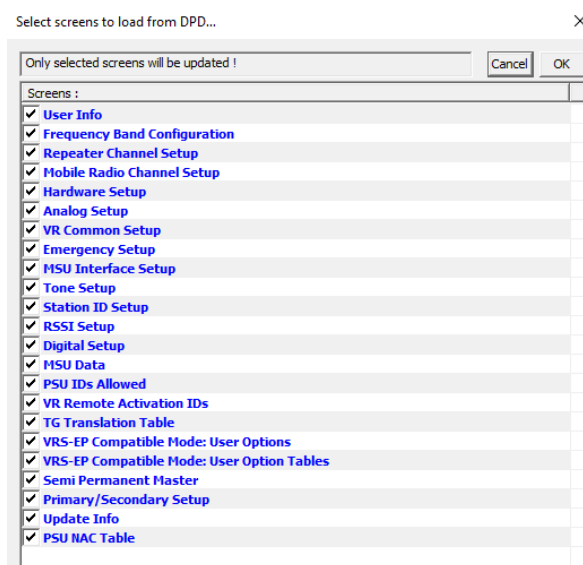 Select screens to load from DPD...
Only selected screens will be updated !
Cancel
OK
Screens :
User Info
Frequency Band Configuration
Repeater Channel Setup
Mobile Radio Channel Setup
Hardware Setup
Analog Setup
VR Common Setup
Emergency Setup
MSU Interface Setup
Tone Setup
Station ID Setup
RSSI Setup
Digital Setup
MSU Data
PSU IDs Allowed
VR Remote Activation IDs
TG Translation Table
VRS-EP Compatible Mode: User Options
VRS-EP Compatible Mode: User Option Tables
Semi Permanent Master
Primary/Secondary Setup
Update Info
PSU NAC Table